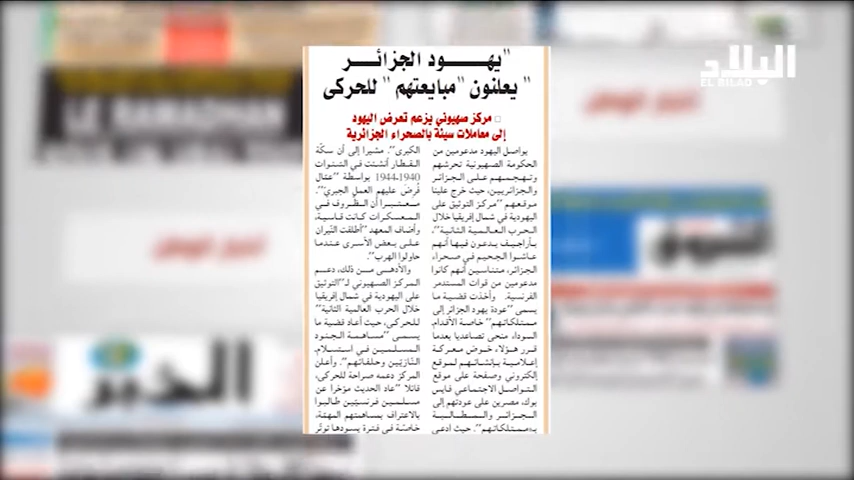 البلاد
EL BILAD
LE RAMADHAN
الخبر
"يهود الجزائر
يعلنون "مبايعتهم" للحركى
مركز صهيوني يزعم تعرض اليهود
إلى معاملات سيئة بالصحراء الجزائرية
يواصل اليهود مدعومين من
الحكومة الصهيونية تحرشهم
وتهجمهم على الجزائر
والجزائريين، حيث خرج علينا
موقعهم "مركز التوثيق على
اليهودية في شمال إفريقيا خلال
الحرب العالمية الثانية"،
بأراجيف يدعون فيها أنهم
عاشوا الجحيم في صحراء
الجزائر، متناسين أنهم كانوا
مدعومين من قوات المستدمر
الفرنسية. وأخذت قضية ما
يسمى "عودة يهود الجزائر إلى
ممتلكاتهم" خاصة الأقدام
السوداء منحى تصاعديا بعدما
قرر هؤلاء، خوض معركة
إعلامية بإنشائهم لموقع
إلكتروني وصفحة على موقع
التواصل الاجتماعي فايس
بوك، مصرين على عودتهم إلى
الجزائر والمطالبة
بـ"ممتلكاتهم". حيث ادعى
الكبرى". مشيرا إلى أن سكة
القطار أنشئت في السنوات
1940-1944 بواسطة "عمال
فُرض عليهم العمل الجبري".
معتبرا أن الظروف في
المعسكرات كانت قاسية،
وأضاف المعهد "أطلقت النيران
على بعض الأسرى عندما
حاولوا الهرب".
والأدهى من ذلك، دعم
المركز الصهيوني لـ"التوثيق
على اليهودية في شمال إفريقيا
خلال الحرب العالمية الثانية"
للحركى، حيث أعاد قضية ما
يسمى "مساهمة الجنود
المسلمين في استسلام
النازيين وحلفائهم". وأعلن
المركز دعمه صراحة للحركى،
قائلا "عاد الحديث مؤخرا عن
مسلمين فرنسيين طالبوا
بالاعتراف بمساهمتهم المهمة،
خاصة في فترة يسودها توتر